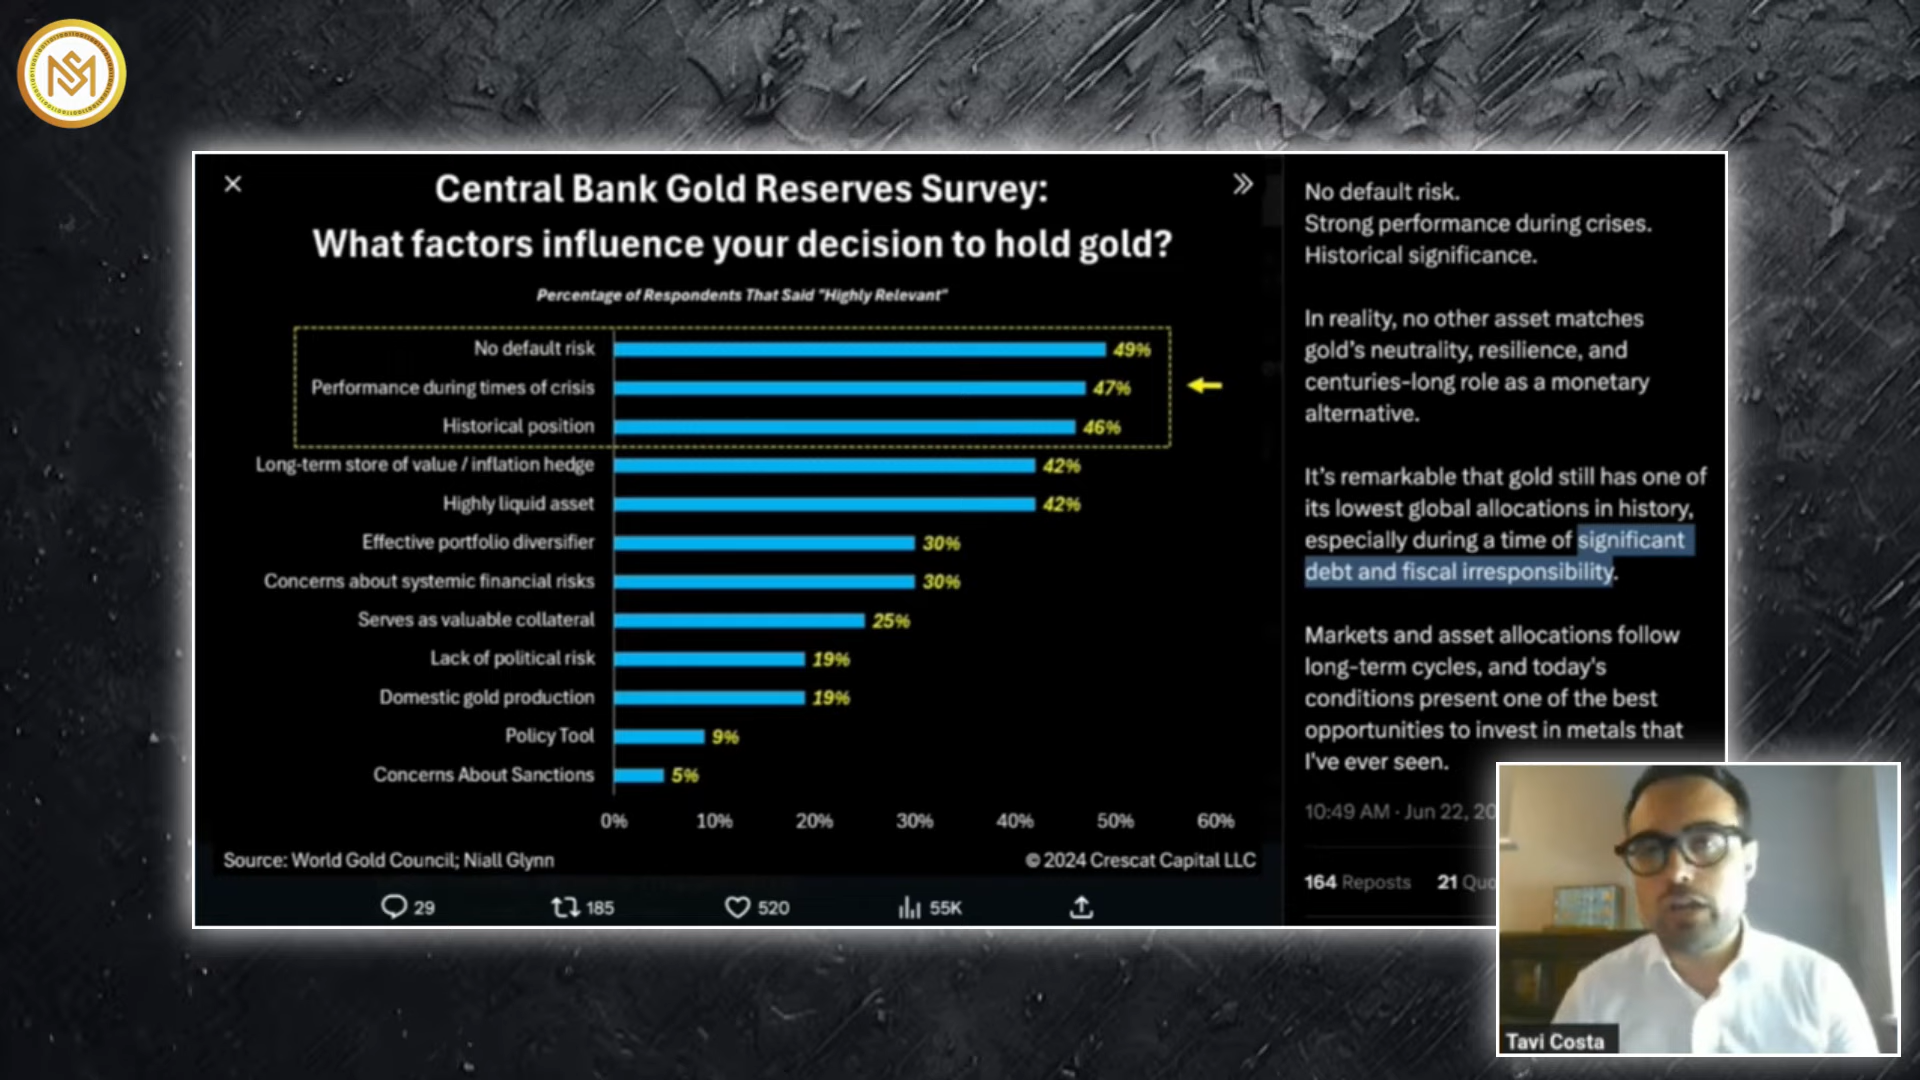 Central Bank Gold Reserves Survey:
What factors influence your decision to hold gold?
Percentage of Respondents That Said "Highly Relevant"
No default risk 49%
Performance during times of crisis 47%
Historical position 46%
Long-term store of value / inflation hedge 42%
Highly liquid asset 42%
Effective portfolio diversifier 30%
Concerns about systemic financial risks 30%
Serves as valuable collateral 25%
Lack of political risk 19%
Domestic gold production 19%
Policy Tool 9%
Concerns About Sanctions 5%
0% 10% 20% 30% 40% 50% 60%
Source: World Gold Council; Niall Glynn © 2024 Crescat Capital LLC
29 185 520 55K
No default risk.
Strong performance during crises.
Historical significance.
In reality, no other asset matches
gold's neutrality, resilience, and
centuries-long role as a monetary
alternative.
It's remarkable that gold still has one of
its lowest global allocations in history,
especially during a time of significant
debt and fiscal irresponsibility.
Markets and asset allocations follow
long-term cycles, and today's
conditions present one of the best
opportunities to invest in metals that
I've ever seen.
10:49 AM · Jun 22, 20
164 Reposts 21 Quo
Tavi Costa